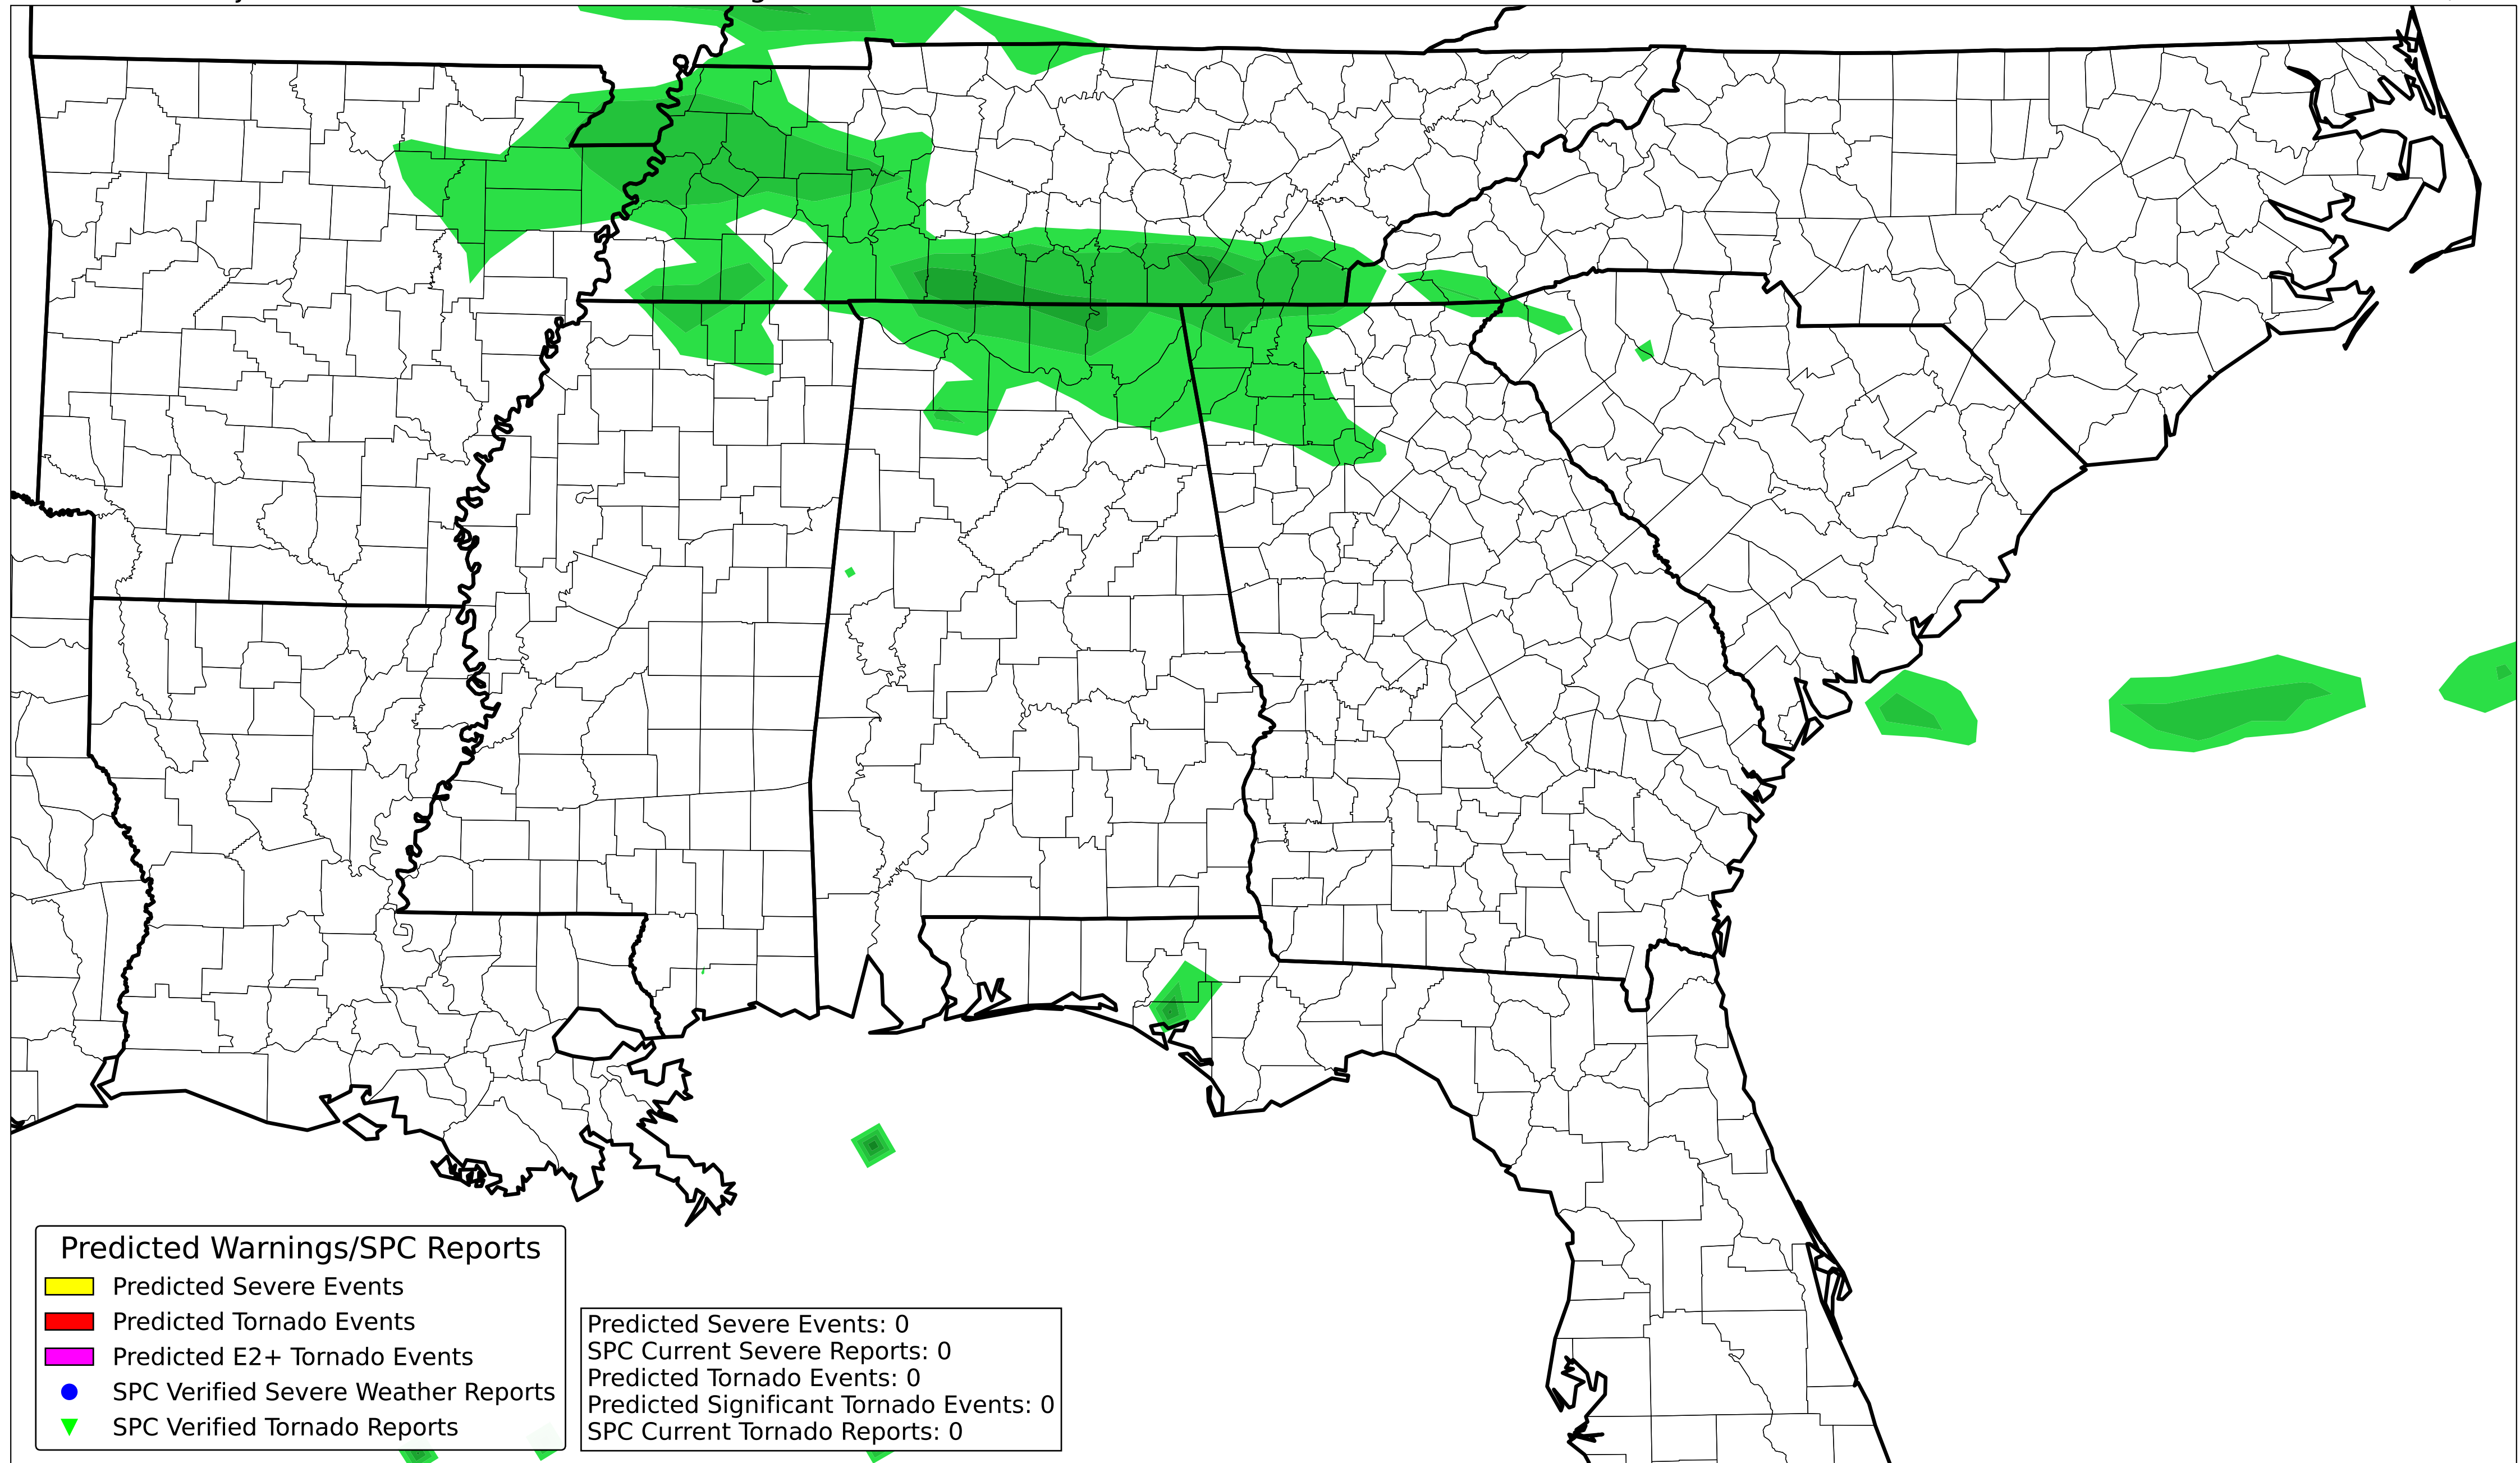 Predicted Warnings/SPC Reports
Predicted Severe Events
Predicted Tornado Events
Predicted E2+ Tornado Events
SPC Verified Severe Weather Reports
SPC Verified Tornado Reports
Predicted Severe Events: 0
SPC Current Severe Reports: 0
Predicted Tornado Events: 0
Predicted Significant Tornado Events: 0
SPC Current Tornado Reports: 0